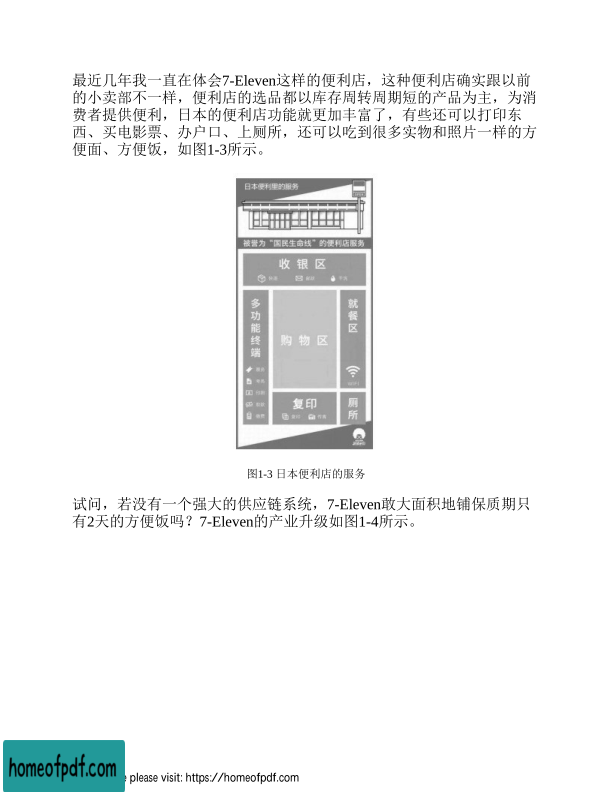 最近几年我一直在体会7-Eleven这样的便利店，这种便利店确实跟以前
的小卖部不一样，便利店的选品都以库存周转周期短的产品为主，为消
费者提供便利，日本的便利店功能就更加丰富了，有些还可以打印东
西、买电影票、办户口、上厕所，还可以吃到很多实物和照片一样的方
便面、方便饭，如图1-3所示。
日本便利里的服务
被誉为“国民生命线”的便利店服务
收银区
多功能终端
购物区
就餐区
复印
厕所
图1-3 日本便利店的服务
试问，若没有一个强大的供应链系统，7-Eleven敢大面积地铺保质期只
有2天的方便饭吗？7-Eleven的产业升级如图1-4所示。
homeofpdf.com
e please visit: https://homeofpdf.com